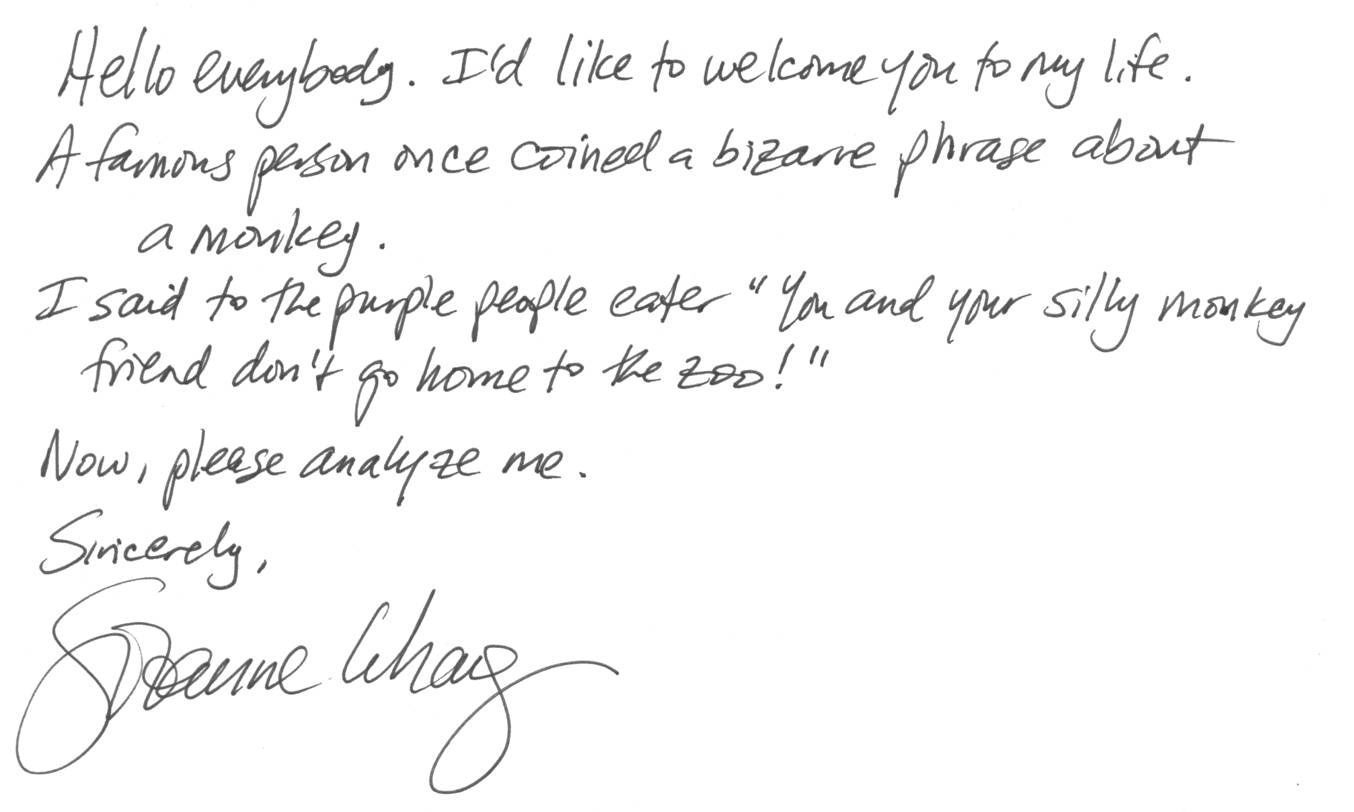 Hello everybody. I'd like to welcome you to my life.
A famous person once coined a bizarre phrase about
a monkey.
I said to the purple people eater "You and your silly monkey
friend don't go home to the zoo!"
Now, please analyze me.
Sincerely,
Suzanne Whang